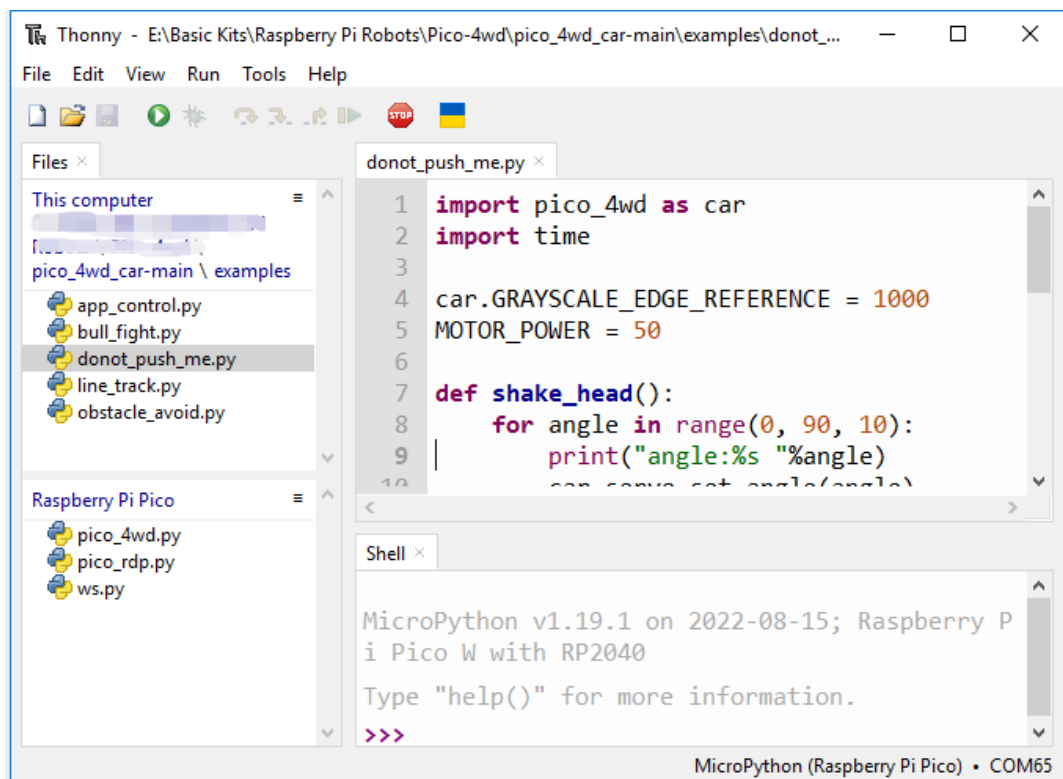 Thonny - E:\Basic Kits\Raspberry Pi Robots\Pico-4wd\pico_4wd_car-main\examples\donot_...
File Edit View Run Tools Help
STOP
Files
This computer
pico_4wd_car-main \ examples
app_control.py
bull_fight.py
donot_push_me.py
line_track.py
obstacle_avoid.py
Raspberry Pi Pico
pico_4wd.py
pico_rdp.py
ws.py
donot_push_me.py
1 import pico_4wd as car
2 import time
3
4 car.GRAYSCALE_EDGE_REFERENCE = 1000
5 MOTOR_POWER = 50
6
7 def shake_head():
8     for angle in range(0, 90, 10):
9         print("angle:%s "%angle)
10         car.servo.set_angle(angle)
Shell
MicroPython v1.19.1 on 2022-08-15; Raspberry P
i Pico W with RP2040
Type "help()" for more information.
>>>
MicroPython (Raspberry Pi Pico) • COM65